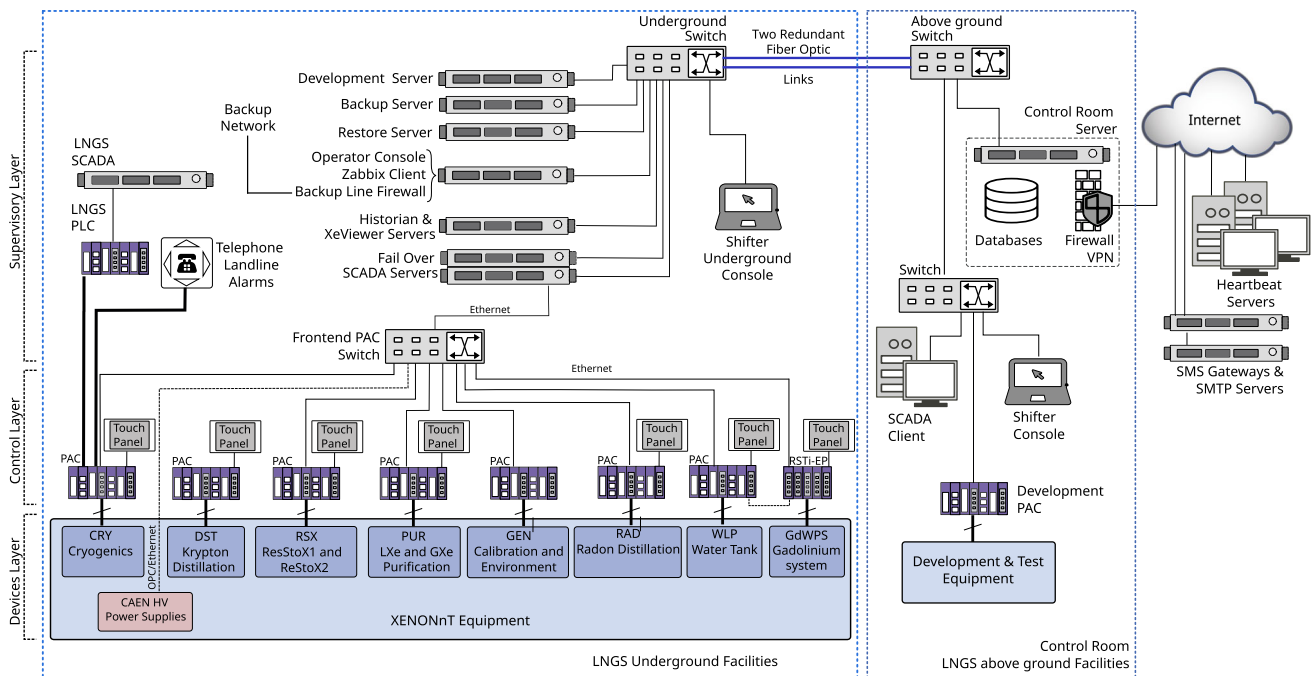 Underground
Switch
Two Redundant
Fiber Optic
Links
Above ground
Switch
Development Server
Backup Server
Restore Server
Operator Console
Zabbix Client
Backup Line Firewall
Backup
Network
Historian &
XeViewer Servers
Fail Over
SCADA Servers
Ethernet
LNGS
SCADA
LNGS
PLC
Telephone
Landline
Alarms
Shifter
Underground
Console
Supervisory Layer
Control Room
Server
Databases
Firewall
VPN
Internet
Heartbeat
Servers
SMS Gateways &
SMTP Servers
Switch
SCADA
Client
Shifter
Console
Frontend PAC
Switch
Ethernet
Control Layer
Touch
Panel
Touch
Panel
Touch
Panel
Touch
Panel
Touch
Panel
Touch
Panel
Touch
Panel
PAC
PAC
PAC
PAC
PAC
PAC
PAC
RSTi-EP
Development
PAC
Devices Layer
CRY
Cryogenics
OPC/Ethernet
DST
Krypton
Distillation
RSX
ResStoX1 and
ReStoX2
PUR
LXe and GXe
Purification
GEN
Calibration and
Environment
RAD
Radon Distillation
WLP
Water Tank
GdWPS
Gadolinium
system
CAEN HV
Power Supplies
XENONnT Equipment
Development & Test
Equipment
LNGS Underground Facilities
Control Room
LNGS above ground Facilities